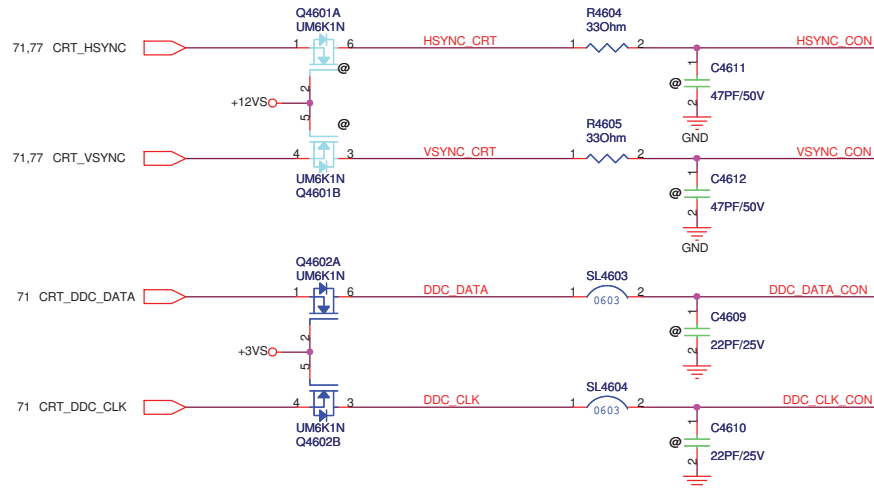 Q4601A
UM6K1N
R4604
33Ohm
71,77 CRT_HSYNC
1
6
HSYNC_CRT
1
2
HSYNC_CON
@
1
C4611
@
2
47PF/50V
GND
2
+12VS
5
@
R4605
33Ohm
71,77 CRT_VSYNC
4
3
VSYNC_CRT
1
2
VSYNC_CON
UM6K1N
Q4601B
1
C4612
@
2
47PF/50V
GND
Q4602A
UM6K1N
SL4603
71 CRT_DDC_DATA
1
6
DDC_DATA
1
0603
2
DDC_DATA_CON
1
C4609
@
2
22PF/25V
2
+3VS
5
SL4604
71 CRT_DDC_CLK
4
3
DDC_CLK
1
0603
2
DDC_CLK_CON
UM6K1N
Q4602B
1
C4610
@
2
22PF/25V